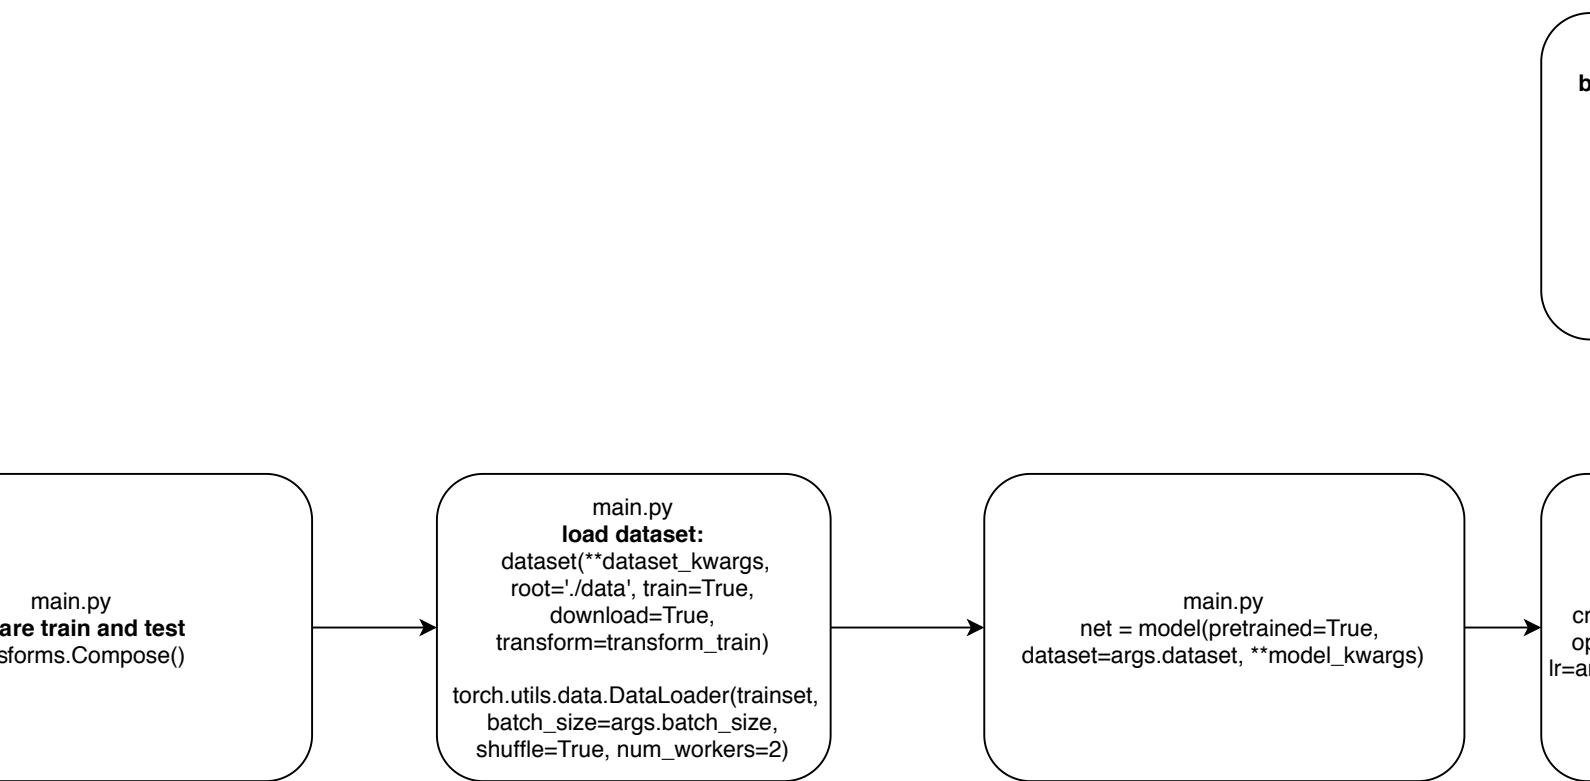 main.py
are train and test
sforms.Compose()
main.py
load dataset:
dataset(**dataset_kwargs,
root='./data', train=True,
download=True,
transform=transform_train)
torch.utils.data.DataLoader(trainset,
batch_size=args.batch_size,
shuffle=True, num_workers=2)
main.py
net = model(pretrained=True,
dataset=args.dataset, **model_kwargs)
b
cr
op